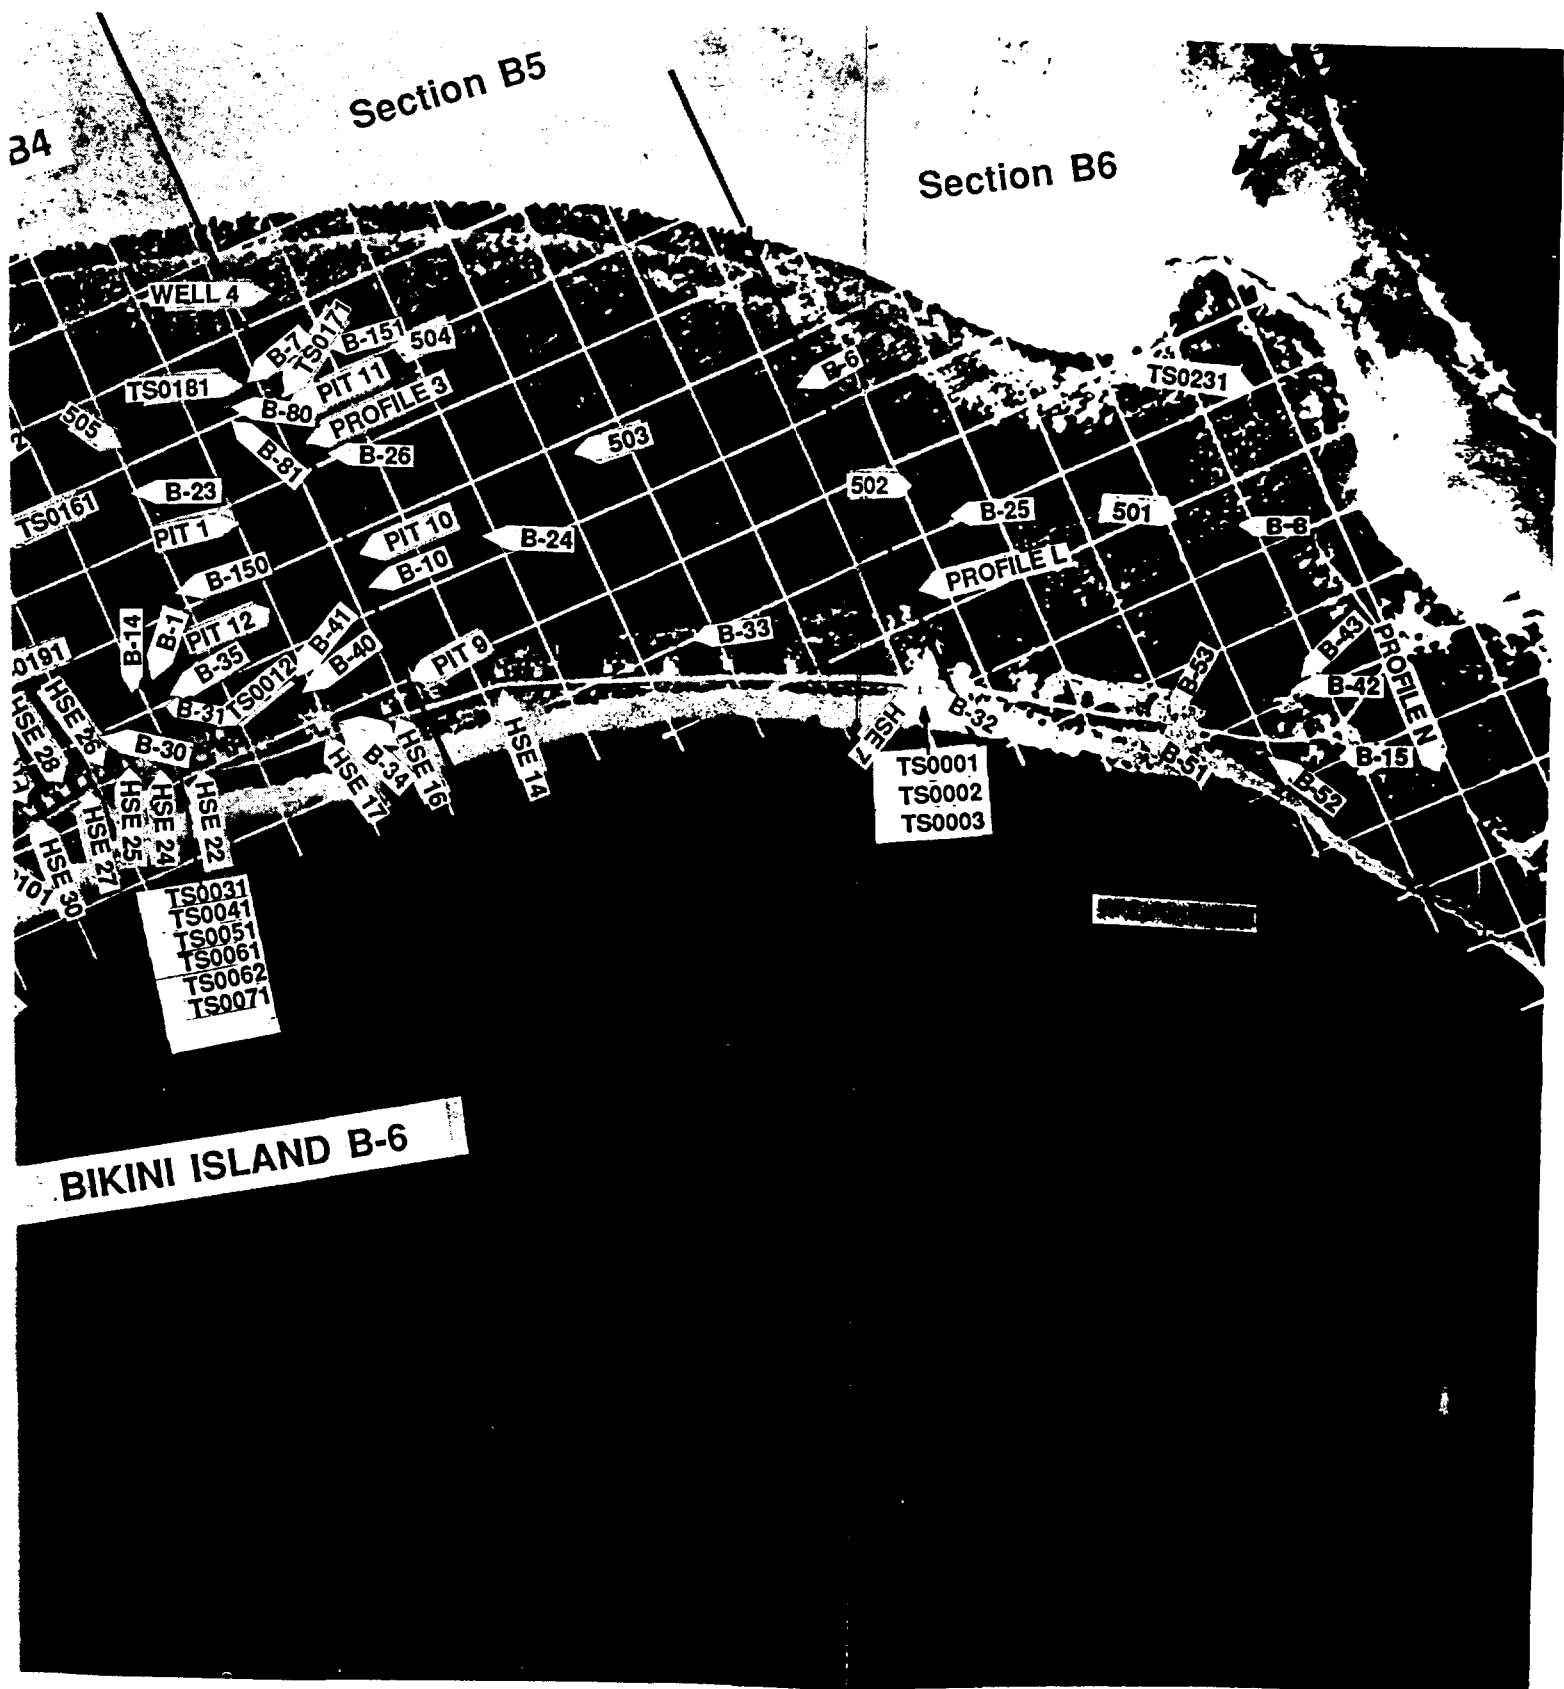 Section B5
B4
Section B6
WELL 4
B-7
TS0171
B-151
504
TS0181
PIT 11
B-6
TS0231
505
B-80
PROFILE 3
B-81
B-26
503
B-23
502
TS0161
PIT 1
PIT 10
B-24
B-25
501
B-8
B-150
B-10
PROFILE L
B-14
B-1
PIT 12
B-41
B-40
B-33
B-43
PROFILE N
0191
B-35
TS0012
PIT 9
B-53
B-42
HSE 26
HSE 28
B-31
B-30
B-34
HSE 17
HSE 16
HSE 14
HSE 7
B-32
B-51
B-15
B-52
TS0001
TS0002
TS0003
HSE 30
HSE 27
HSE 25
HSE 24
HSE 22
101
TS0031
TS0041
TS0051
TS0061
TS0062
TS0071
BIKINI ISLAND B-6